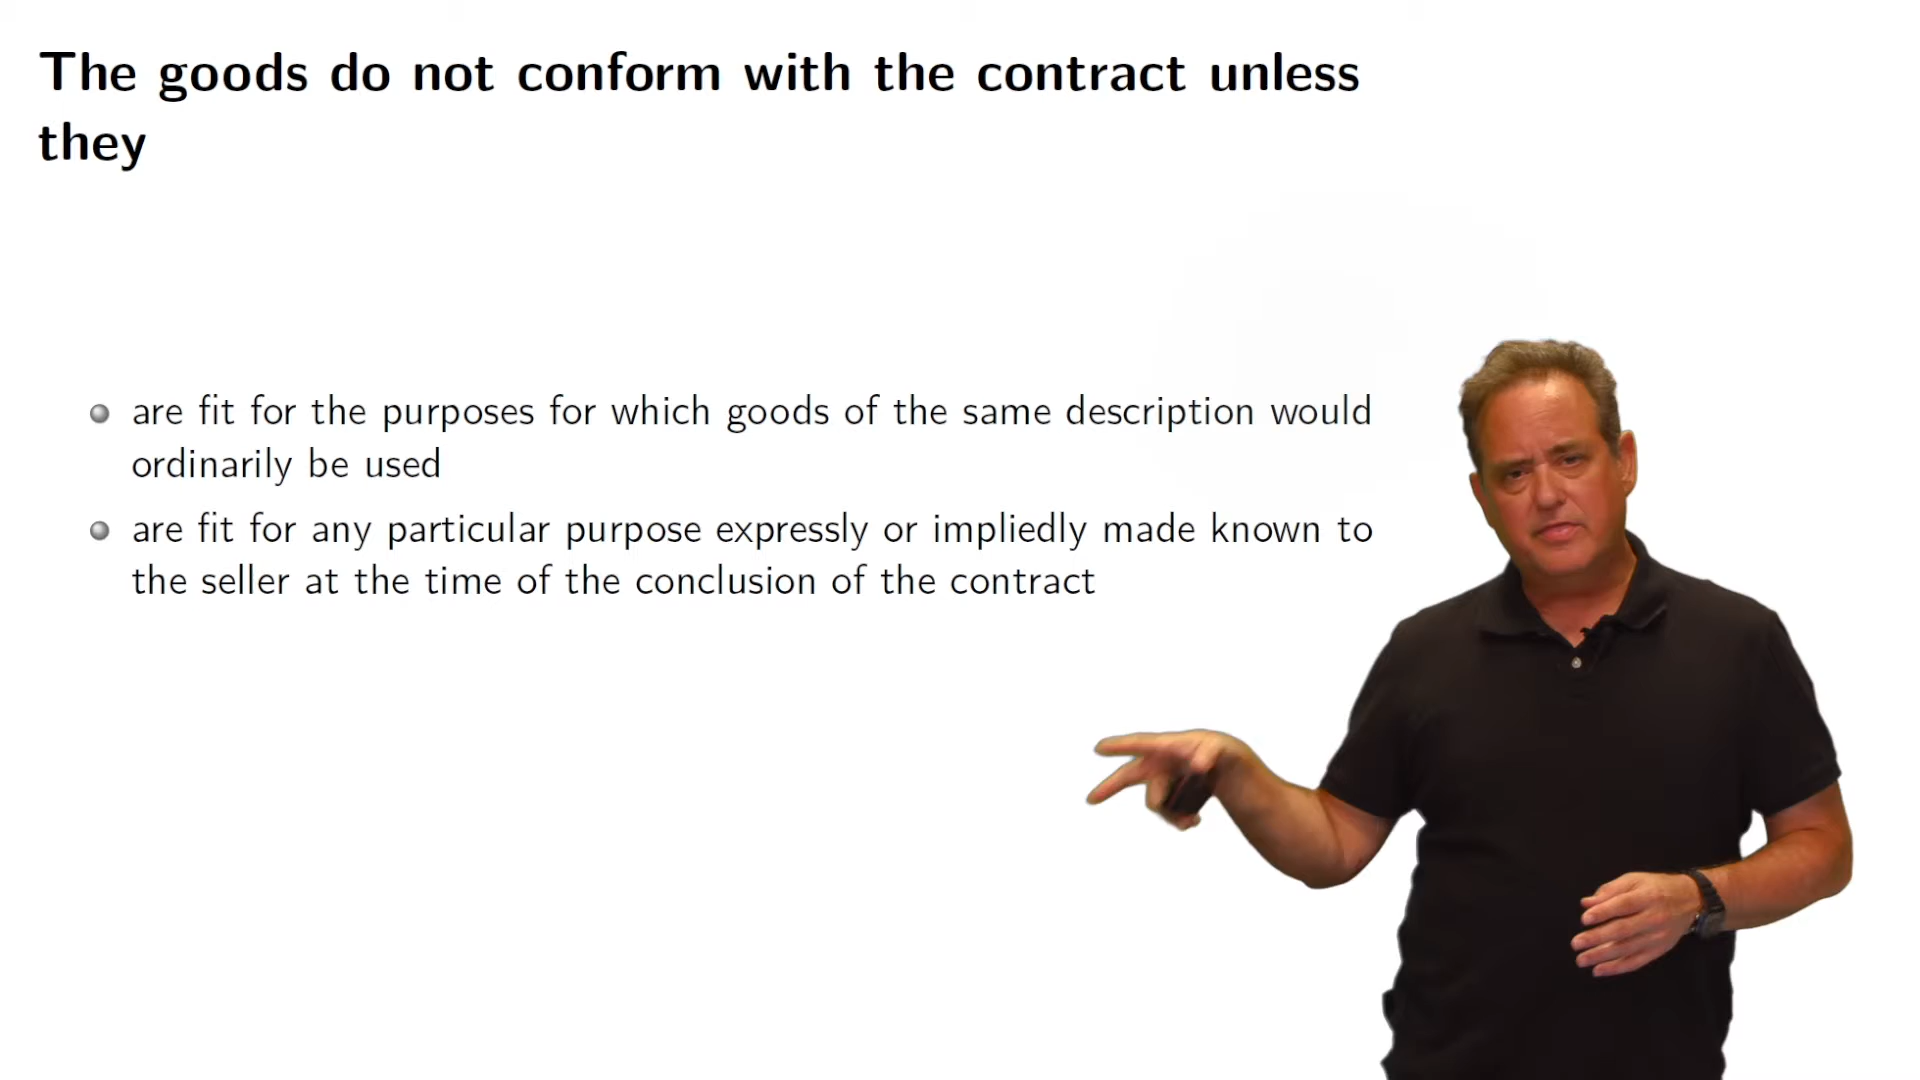 The goods do not conform with the contract unless
they
are fit for the purposes for which goods of the same description would
ordinarily be used
are fit for any particular purpose expressly or impliedly made known to
the seller at the time of the conclusion of the contract